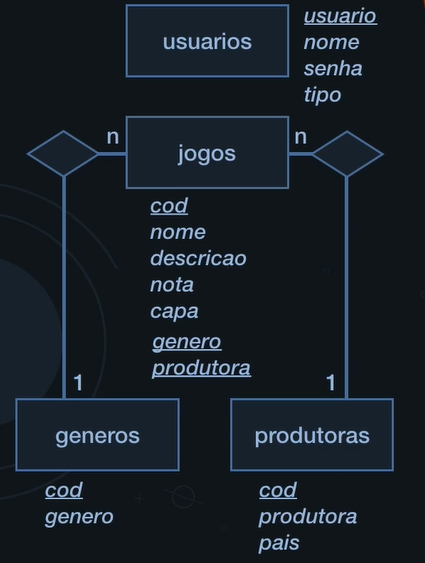 usuarios
usuario
nome
senha
tipo
n
jogos
n
cod
nome
descricao
nota
capa
genero
produtora
1
1
generos
produtoras
cod
genero
cod
produtora
pais